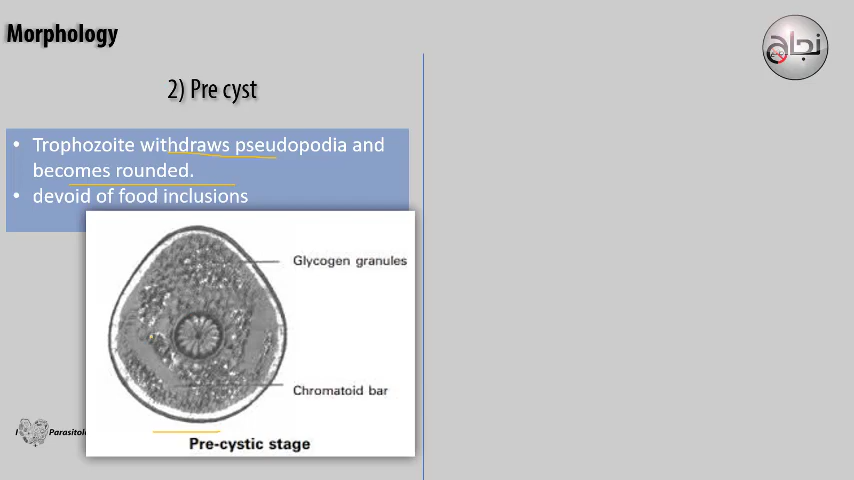 Morphology
2) Pre cyst
• Trophozoite withdraws pseudopodia and
becomes rounded.
• devoid of food inclusions
Glycogen granules
Chromatoid bar
I Parasitolo
Pre-cystic stage
نجاح